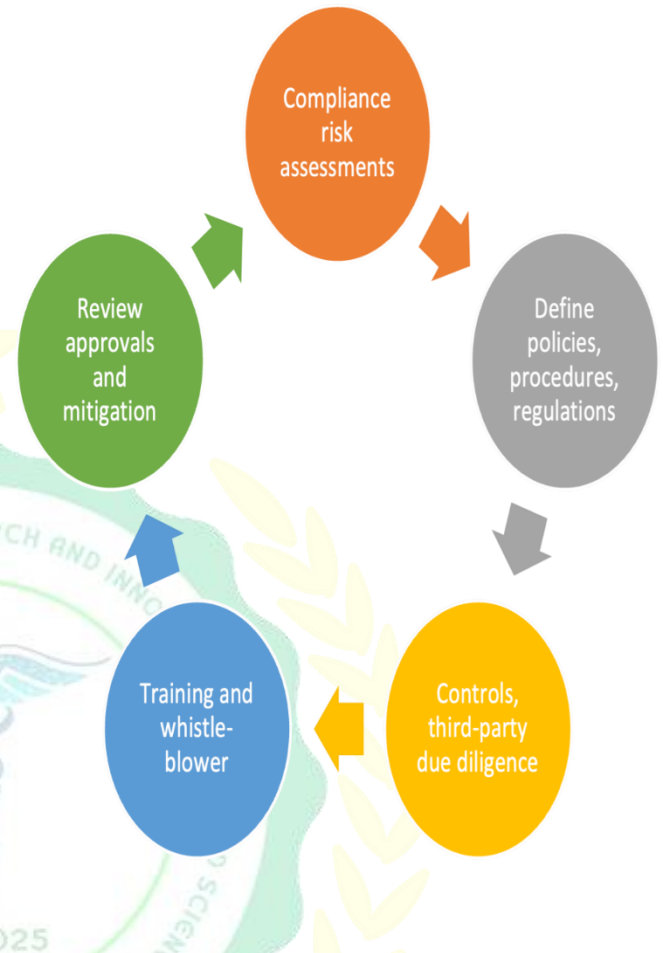 Compliance
risk
assessments
Define
policies,
procedures,
regulations
Controls,
third-party
due diligence
Training and
whistle-
blower
Review
approvals
and
mitigation
AND